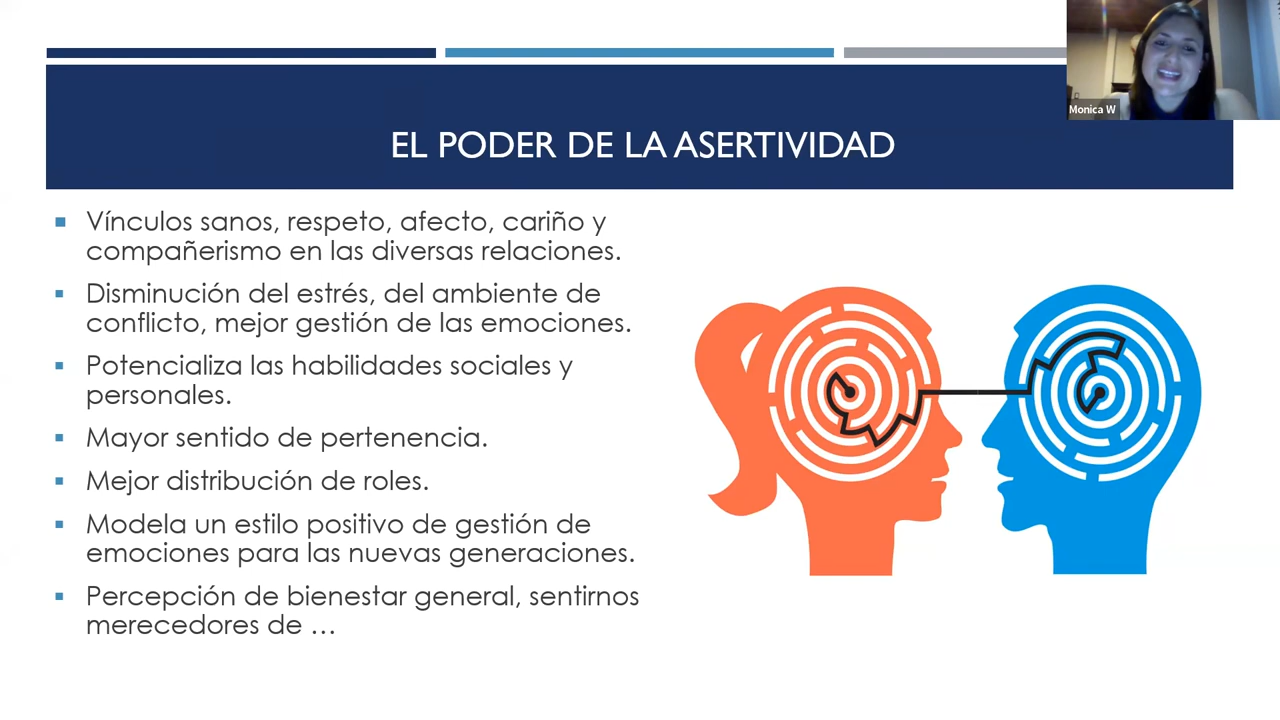 Monica W
EL PODER DE LA ASERTIVIDAD
▪ Vínculos sanos, respeto, afecto, cariño y
compañerismo en las diversas relaciones.
▪ Disminución del estrés, del ambiente de
conflicto, mejor gestión de las emociones.
▪ Potencializa las habilidades sociales y
personales.
▪ Mayor sentido de pertenencia.
▪ Mejor distribución de roles.
▪ Modela un estilo positivo de gestión de
emociones para las nuevas generaciones.
▪ Percepción de bienestar general, sentirnos
merecedores de …